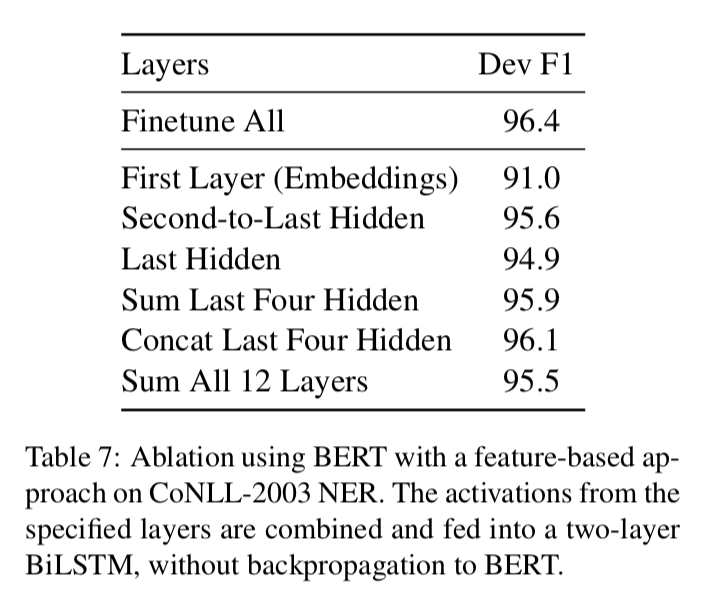 Layers Dev F1
Finetune All 96.4
First Layer (Embeddings) 91.0
Second-to-Last Hidden 95.6
Last Hidden 94.9
Sum Last Four Hidden 95.9
Concat Last Four Hidden 96.1
Sum All 12 Layers 95.5
Table 7: Ablation using BERT with a feature-based ap-
proach on CoNLL-2003 NER. The activations from the
specified layers are combined and fed into a two-layer
BiLSTM, without backpropagation to BERT.